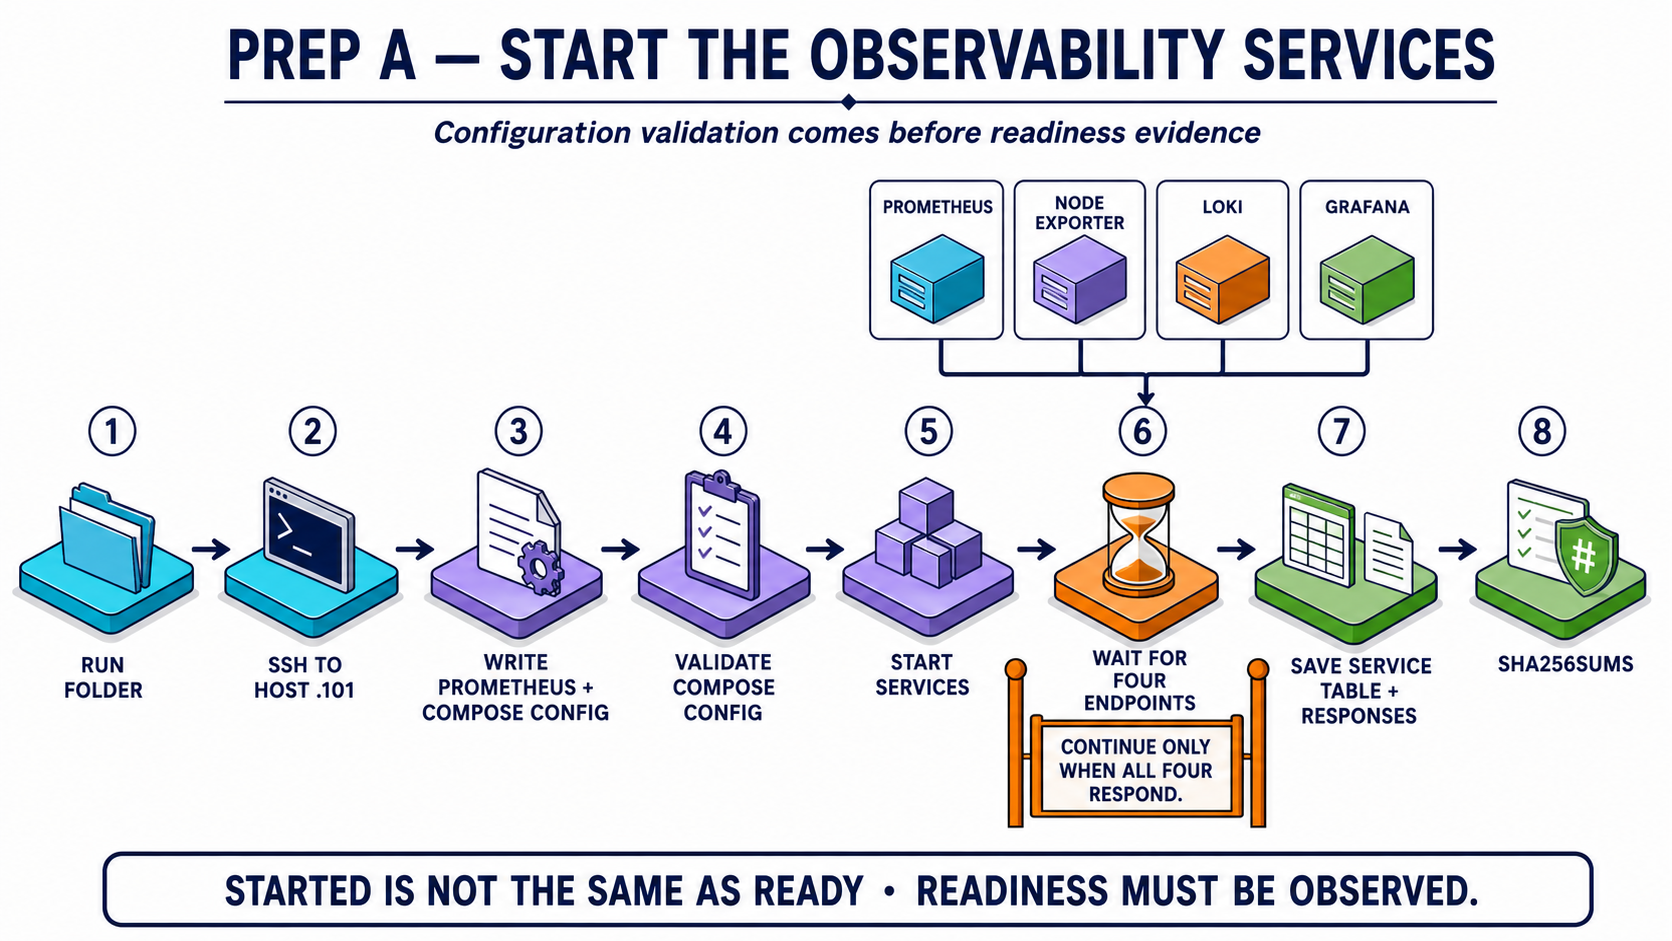 PREP A — START THE OBSERVABILITY SERVICES
Configuration validation comes before readiness evidence
PROMETHEUS
NODE
EXPORTER
LOKI
GRAFANA
1
2
3
4
5
6
7
8
>_
#
RUN
FOLDER
SSH TO
HOST .101
WRITE
PROMETHEUS +
COMPOSE CONFIG
VALIDATE
COMPOSE
CONFIG
START
SERVICES
WAIT FOR
FOUR
ENDPOINTS
CONTINUE ONLY
WHEN ALL FOUR
RESPOND.
SAVE SERVICE
TABLE +
RESPONSES
SHA256SUMS
STARTED IS NOT THE SAME AS READY • READINESS MUST BE OBSERVED.